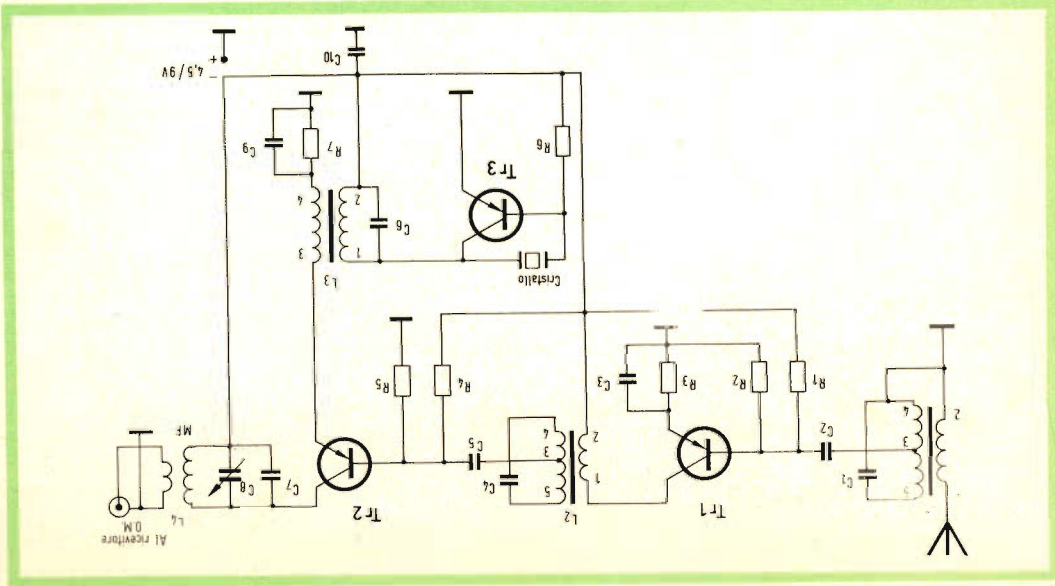 Al ricevitore
O.M.
Tr1
L2
Tr2
L4
5
C1
3
4
2
C2
R1
R2
R3
C3
1
2
5
3
4
C4
C5
R4
R5
C7
C8
MF
Cristallo
L3
1
2
3
4
C6
Tr3
R6
R7
C9
C10
– 4,5/9V
+